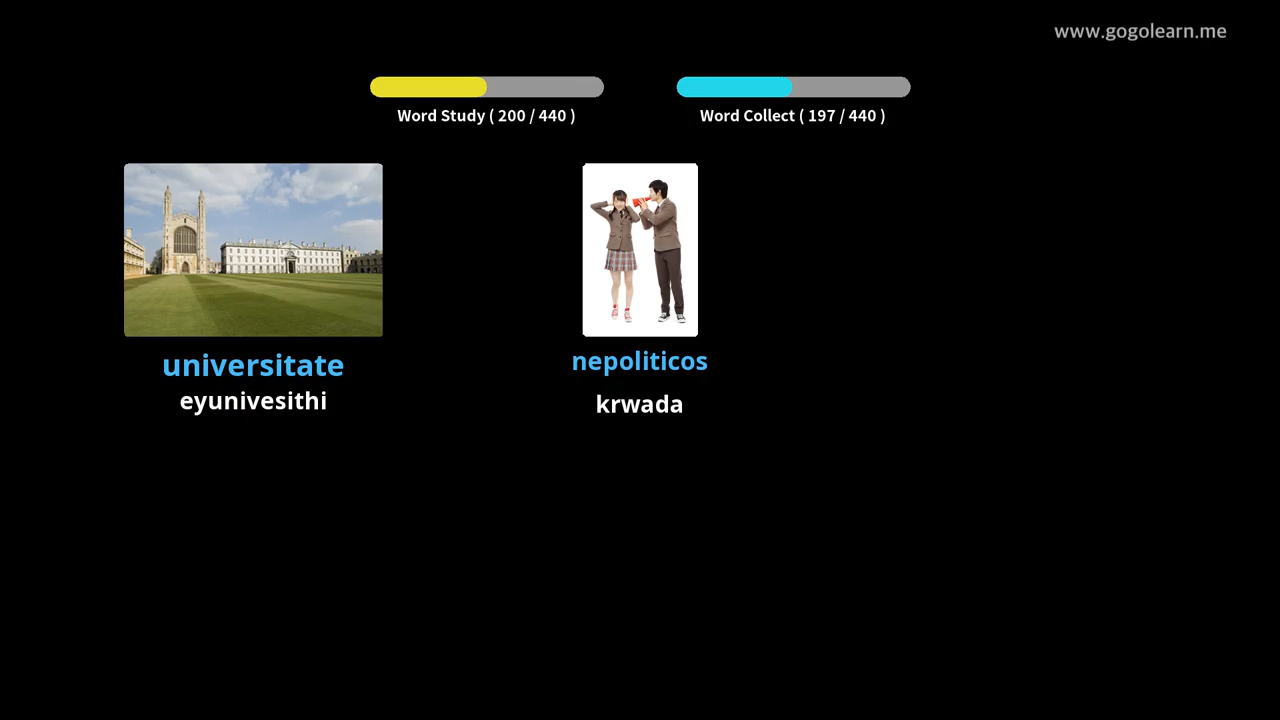 www.gogolearn.me
Word Study ( 200 / 440 )
Word Collect ( 197 / 440 )
universitate
eyunivesithi
nepoliticos
krwada